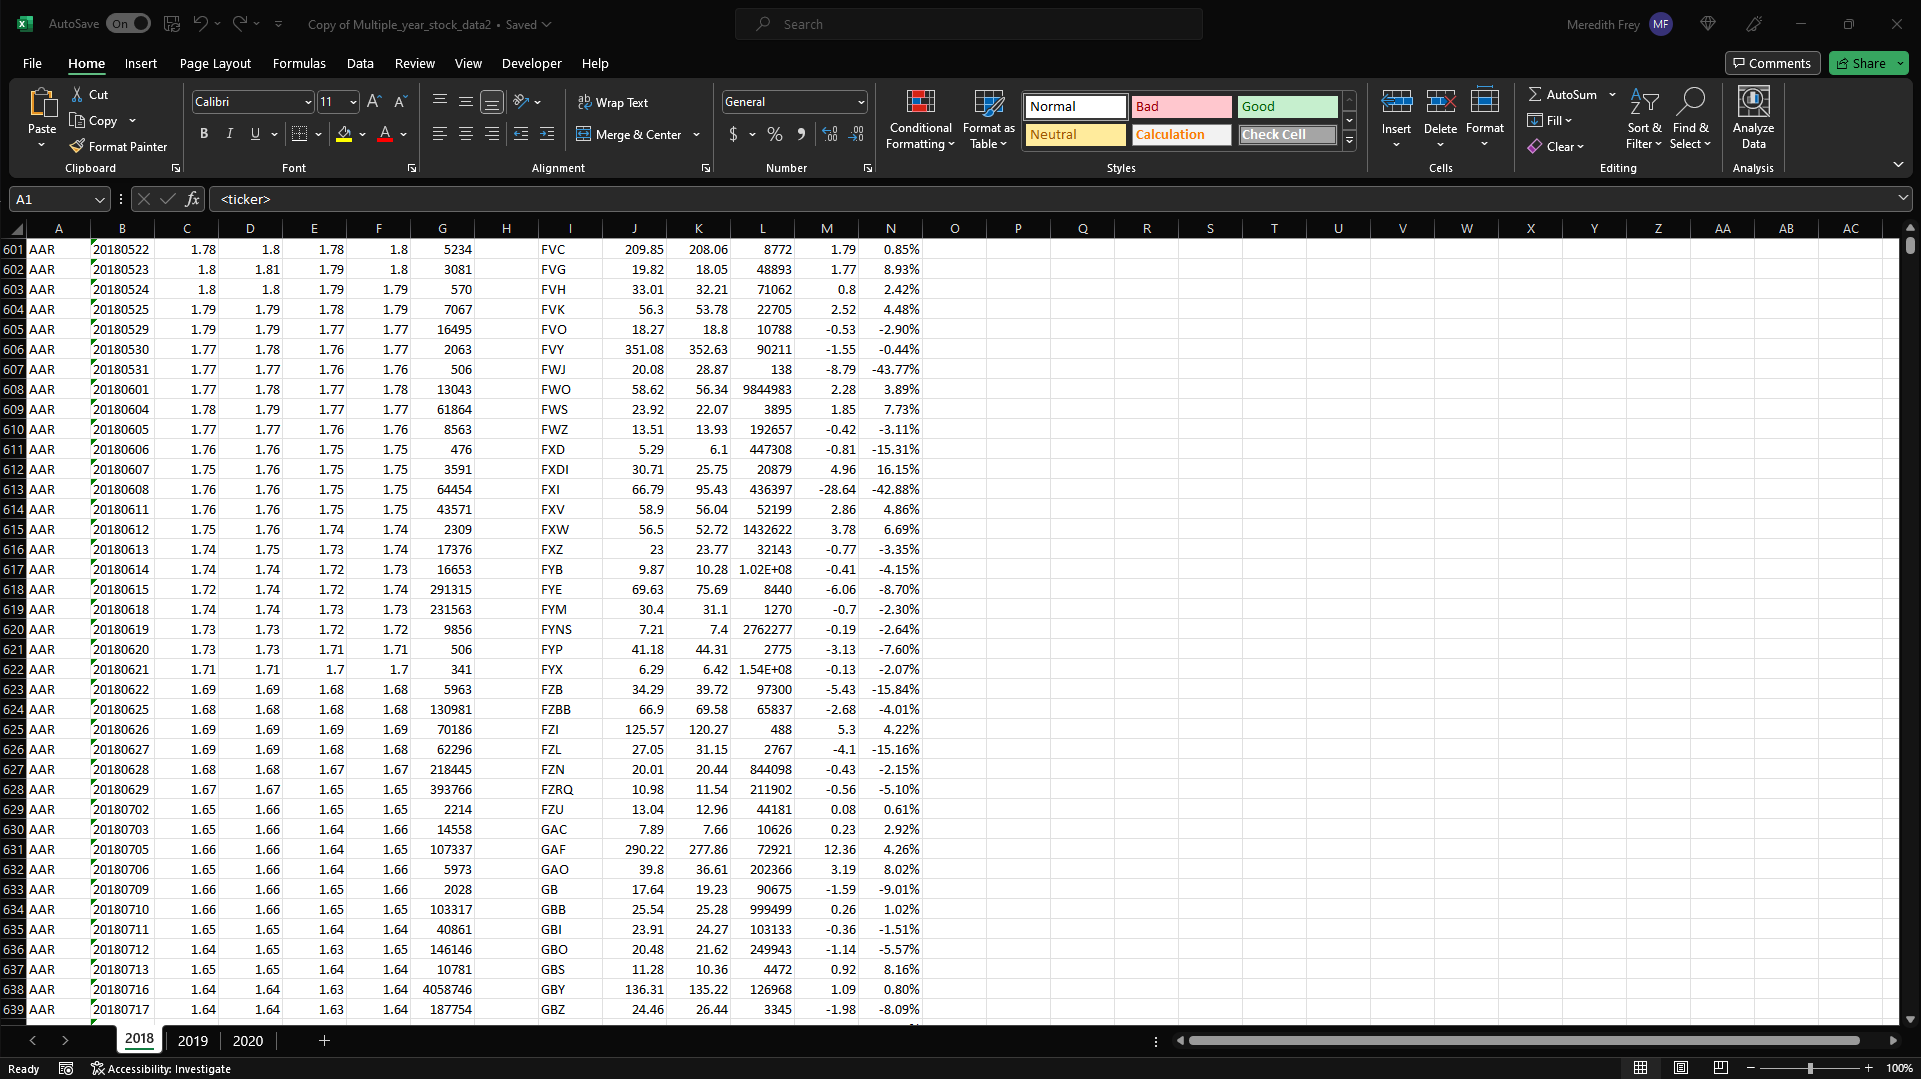 AutoSave On Copy of Multiple_year_stock_data2 • Saved Search Meredith Frey MF
File Home Insert Page Layout Formulas Data Review View Developer Help Comments Share
Paste
Cut
Copy
Format Painter
Clipboard
Calibri 11
B I U A
Font
Wrap Text
Merge & Center
Alignment
General
$ % 9
Number
Conditional Formatting
Format as Table
Normal Bad Good
Neutral Calculation Check Cell
Styles
Insert Delete Format
Cells
AutoSum
Fill
Clear
Sort & Filter
Find & Select
Editing
Analyze Data
Analysis
A1 fx <ticker>
A B C D E F G H I J K L M N O P Q R S T U V W X Y Z AA AB AC
601 AAR 20180522 1.78 1.8 1.78 1.8 5234 FVC 209.85 208.06 8772 1.79 0.85%
602 AAR 20180523 1.8 1.81 1.79 1.8 3081 FVG 19.82 18.05 48893 1.77 8.93%
603 AAR 20180524 1.8 1.8 1.79 1.79 570 FVH 33.01 32.21 71062 0.8 2.42%
604 AAR 20180525 1.79 1.79 1.78 1.79 7067 FVK 56.3 53.78 22705 2.52 4.48%
605 AAR 20180529 1.79 1.79 1.77 1.77 16495 FVO 18.27 18.8 10788 -0.53 -2.90%
606 AAR 20180530 1.77 1.78 1.76 1.77 2063 FVY 351.08 352.63 90211 -1.55 -0.44%
607 AAR 20180531 1.77 1.77 1.76 1.76 506 FWJ 20.08 28.87 138 -8.79 -43.77%
608 AAR 20180601 1.77 1.78 1.77 1.78 13043 FWO 58.62 56.34 9844983 2.28 3.89%
609 AAR 20180604 1.78 1.79 1.77 1.77 61864 FWS 23.92 22.07 3895 1.85 7.73%
610 AAR 20180605 1.77 1.77 1.76 1.76 8563 FWZ 13.51 13.93 192657 -0.42 -3.11%
611 AAR 20180606 1.76 1.76 1.75 1.75 476 FXD 5.29 6.1 447308 -0.81 -15.31%
612 AAR 20180607 1.75 1.76 1.75 1.75 3591 FXDI 30.71 25.75 20879 4.96 16.15%
613 AAR 20180608 1.76 1.76 1.75 1.75 64454 FXI 66.79 95.43 436397 -28.64 -42.88%
614 AAR 20180611 1.76 1.76 1.75 1.75 43571 FXV 58.9 56.04 52199 2.86 4.86%
615 AAR 20180612 1.75 1.76 1.74 1.74 2309 FXW 56.5 52.72 1432622 3.78 6.69%
616 AAR 20180613 1.74 1.75 1.73 1.74 17376 FXZ 23 23.77 32143 -0.77 -3.35%
617 AAR 20180614 1.74 1.74 1.72 1.73 16653 FYB 9.87 10.28 1.02E+08 -0.41 -4.15%
618 AAR 20180615 1.72 1.74 1.72 1.74 291315 FYE 69.63 75.69 8440 -6.06 -8.70%
619 AAR 20180618 1.74 1.74 1.73 1.73 231563 FYM 30.4 31.1 1270 -0.7 -2.30%
620 AAR 20180619 1.73 1.73 1.72 1.72 9856 FYNS 7.21 7.4 2762277 -0.19 -2.64%
621 AAR 20180620 1.73 1.73 1.71 1.71 506 FYP 41.18 44.31 2775 -3.13 -7.60%
622 AAR 20180621 1.71 1.71 1.7 1.7 341 FYX 6.29 6.42 1.54E+08 -0.13 -2.07%
623 AAR 20180622 1.69 1.69 1.68 1.68 5963 FZB 34.29 39.72 97300 -5.43 -15.84%
624 AAR 20180625 1.68 1.68 1.68 1.68 130981 FZBB 66.9 69.58 65837 -2.68 -4.01%
625 AAR 20180626 1.69 1.69 1.69 1.69 70186 FZI 125.57 120.27 488 5.3 4.22%
626 AAR 20180627 1.69 1.69 1.68 1.68 62296 FZL 27.05 31.15 2767 -4.1 -15.16%
627 AAR 20180628 1.68 1.68 1.67 1.67 218445 FZN 20.01 20.44 844098 -0.43 -2.15%
628 AAR 20180629 1.67 1.67 1.65 1.65 393766 FZRQ 10.98 11.54 211902 -0.56 -5.10%
629 AAR 20180702 1.65 1.66 1.65 1.65 2214 FZU 13.04 12.96 44181 0.08 0.61%
630 AAR 20180703 1.65 1.66 1.64 1.66 14558 GAC 7.89 7.66 10626 0.23 2.92%
631 AAR 20180705 1.66 1.66 1.64 1.65 107337 GAF 290.22 277.86 72921 12.36 4.26%
632 AAR 20180706 1.65 1.66 1.64 1.66 5973 GAO 39.8 36.61 202366 3.19 8.02%
633 AAR 20180709 1.66 1.66 1.65 1.66 2028 GB 17.64 19.23 90675 -1.59 -9.01%
634 AAR 20180710 1.66 1.66 1.65 1.65 103317 GBB 25.54 25.28 999499 0.26 1.02%
635 AAR 20180711 1.65 1.65 1.64 1.64 40861 GBI 23.91 24.27 103133 -0.36 -1.51%
636 AAR 20180712 1.64 1.65 1.63 1.65 146146 GBO 20.48 21.62 249943 -1.14 -5.57%
637 AAR 20180713 1.65 1.65 1.64 1.64 10781 GBS 11.28 10.36 4472 0.92 8.16%
638 AAR 20180716 1.64 1.64 1.63 1.64 4058746 GBY 136.31 135.22 126968 1.09 0.80%
639 AAR 20180717 1.64 1.64 1.63 1.64 187754 GBZ 24.46 26.44 3345 -1.98 -8.09%
2018 2019 2020 +
Ready Accessibility: Investigate 100%